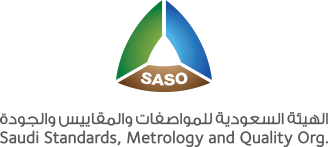 SASO
الهيئة السعودية للمواصفات والمقاييس والجودة
Saudi Standards, Metrology and Quality Org.